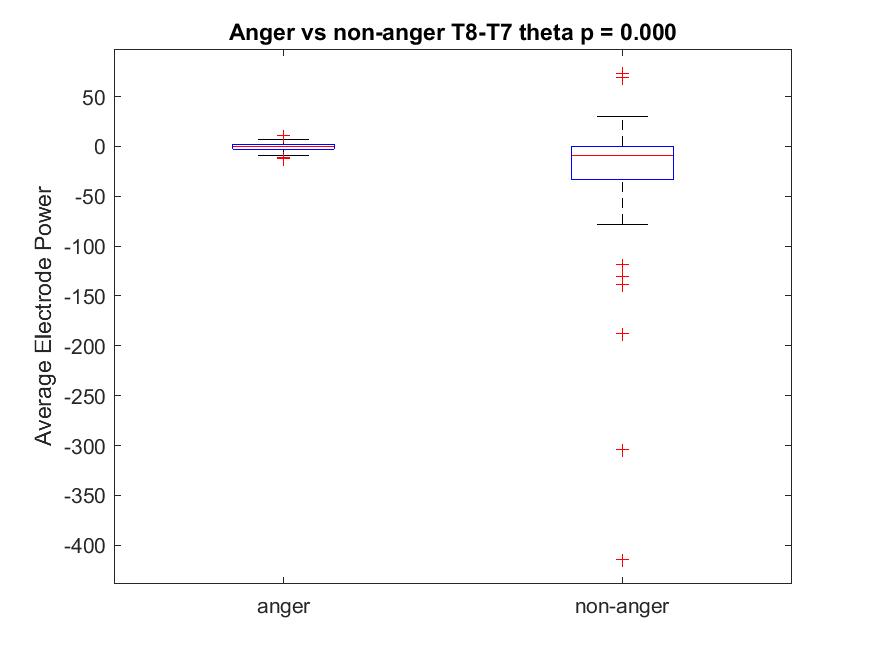 Anger vs non-anger T8-T7 theta p = 0.000
Average Electrode Power
50
0
-50
-100
-150
-200
-250
-300
-350
-400
anger
non-anger